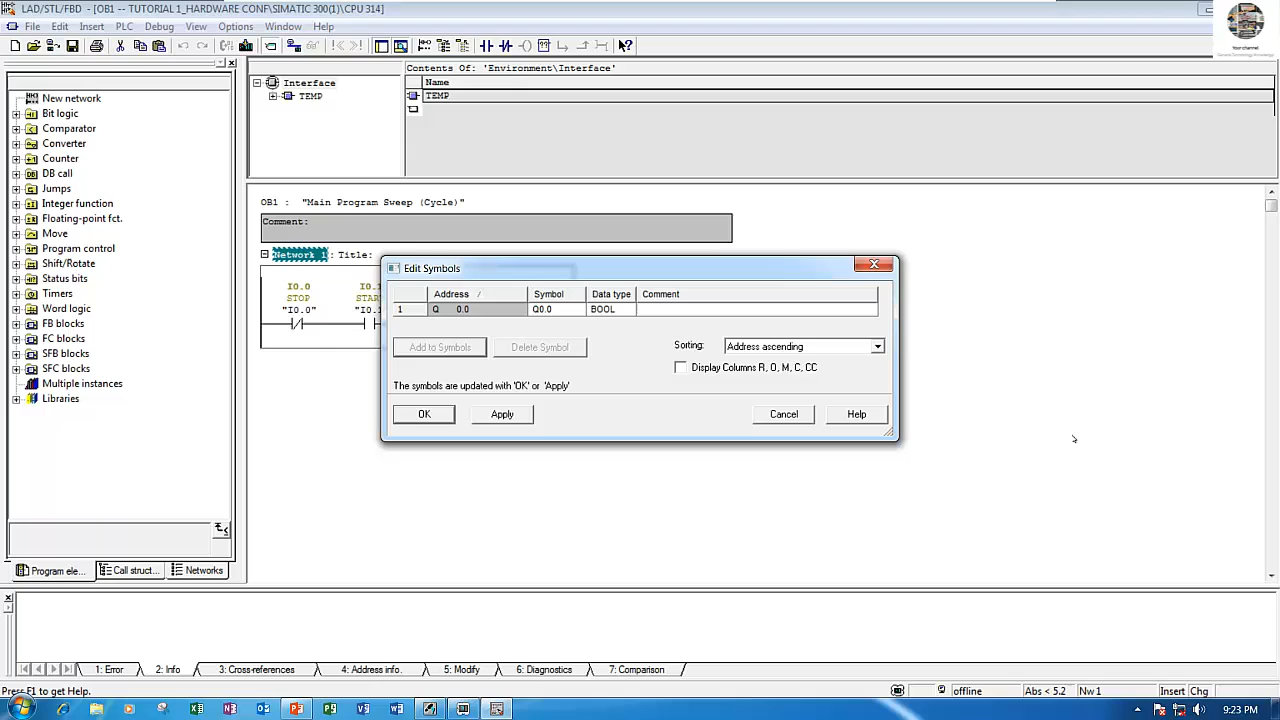 LAD/STL/FBD - [OB1 -- TUTORIAL 1_HARDWARE CONF\SIMATIC 300(1)\CPU 314]
File Edit Insert PLC Debug View Options Window Help
Your channel
New network
Bit logic
Comparator
Converter
Counter
DB call
Jumps
Integer function
Floating-point fct.
Move
Program control
Shift/Rotate
Status bits
Timers
Word logic
FB blocks
FC blocks
SFB blocks
SFC blocks
Multiple instances
Libraries
Program ele... Call struct... Networks
Interface
TEMP
Contents Of: 'Environment\Interface'
Name
TEMP
OB1 : "Main Program Sweep (Cycle)"
Comment:
Network 1: Title:
I0.0
STOP
"I0.0"
Edit Symbols
Address / Symbol Data type Comment
1 Q 0.0 Q0.0 BOOL
Add to Symbols Delete Symbol
Sorting: Address ascending
Display Columns R, O, M, C, CC
The symbols are updated with 'OK' or 'Apply'
OK Apply Cancel Help
1: Error 2: Info 3: Cross-references 4: Address info. 5: Modify 6: Diagnostics 7: Comparison
Press F1 to get Help.
offline Abs < 5.2 Nw 1 Insert Chg
9:23 PM